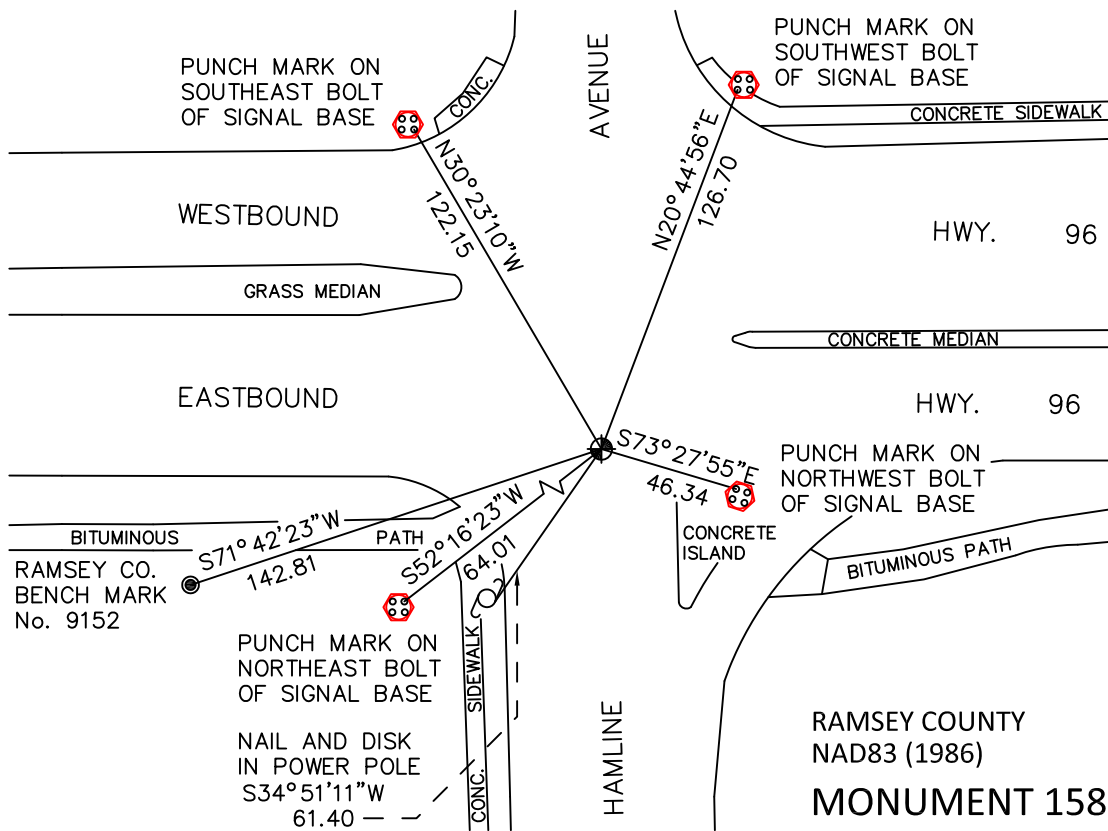 PUNCH MARK ON
SOUTHEAST BOLT
OF SIGNAL BASE
CONC.
AVENUE
PUNCH MARK ON
SOUTHWEST BOLT
OF SIGNAL BASE
CONCRETE SIDEWALK
N30°23'10"W
122.15
N20°44'56"E
126.70
WESTBOUND
HWY. 96
GRASS MEDIAN
CONCRETE MEDIAN
EASTBOUND
HWY. 96
S73°27'55"E
46.34
PUNCH MARK ON
NORTHWEST BOLT
OF SIGNAL BASE
BITUMINOUS PATH
S71°42'23"W
142.81
S52°16'23"W
64.01
CONCRETE
ISLAND
BITUMINOUS PATH
RAMSEY CO.
BENCH MARK
No. 9152
PUNCH MARK ON
NORTHEAST BOLT
OF SIGNAL BASE
CONC. SIDEWALK
NAIL AND DISK
IN POWER POLE
S34°51'11"W
61.40
HAMLINE
RAMSEY COUNTY
NAD83 (1986)
MONUMENT 158